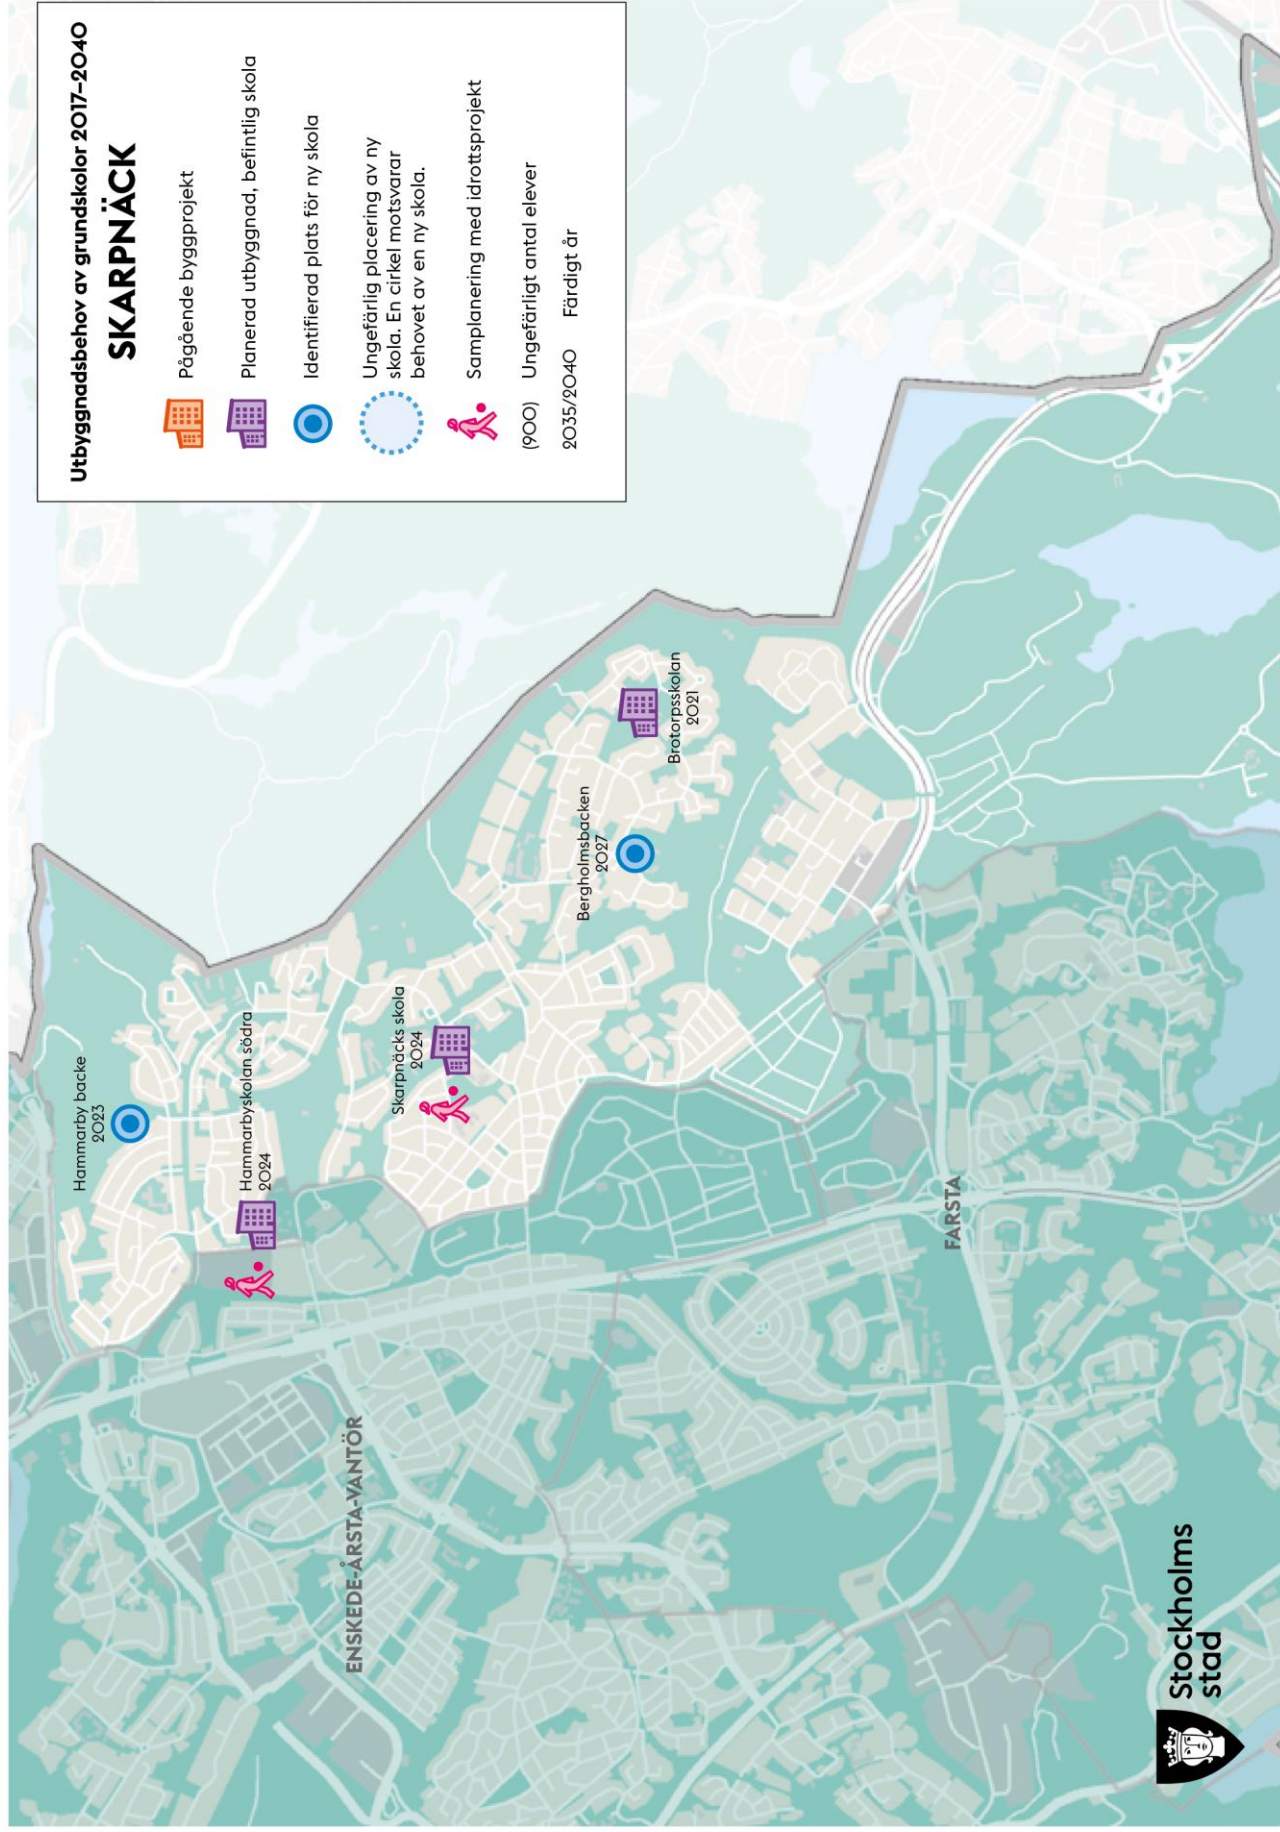 Utbyggnadsbehov av grundskolor 2017–2040
SKARPNÄCK
Pågående byggprojekt
Planerad utbyggnad, befintlig skola
Identifierad plats för ny skola
Ungefärlig placering av ny
skola. En cirkel motsvarar
behovet av en ny skola.
Samplanering med idrottsprojekt
(900) Ungefärligt antal elever
2035/2040 Färdigt år
Hammarby backe
2023
Hammarbyskolan södra
2024
Skarpnäcks skola
2024
Bergholmsbacken
2027
Brotorpsskolan
2021
ENSKEDE-ÅRSTA-VANTÖR
FARSTA
Stockholms
stad